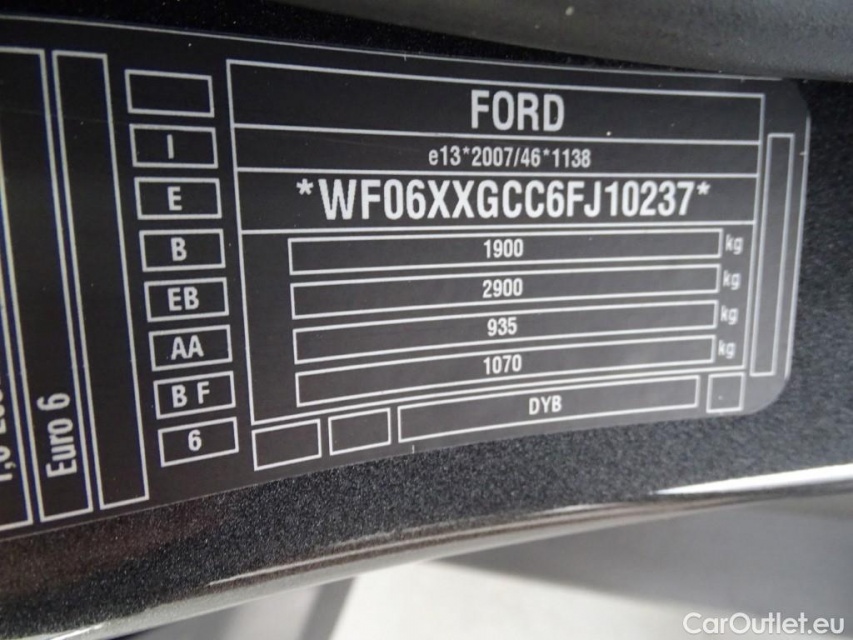 FORD
e13*2007/46*1138
*WF06XXGCC6FJ10237*
1900 kg
2900 kg
935 kg
1070 kg
DYB
I
E
B
EB
AA
B F
6
Euro 6
CarOutlet.eu